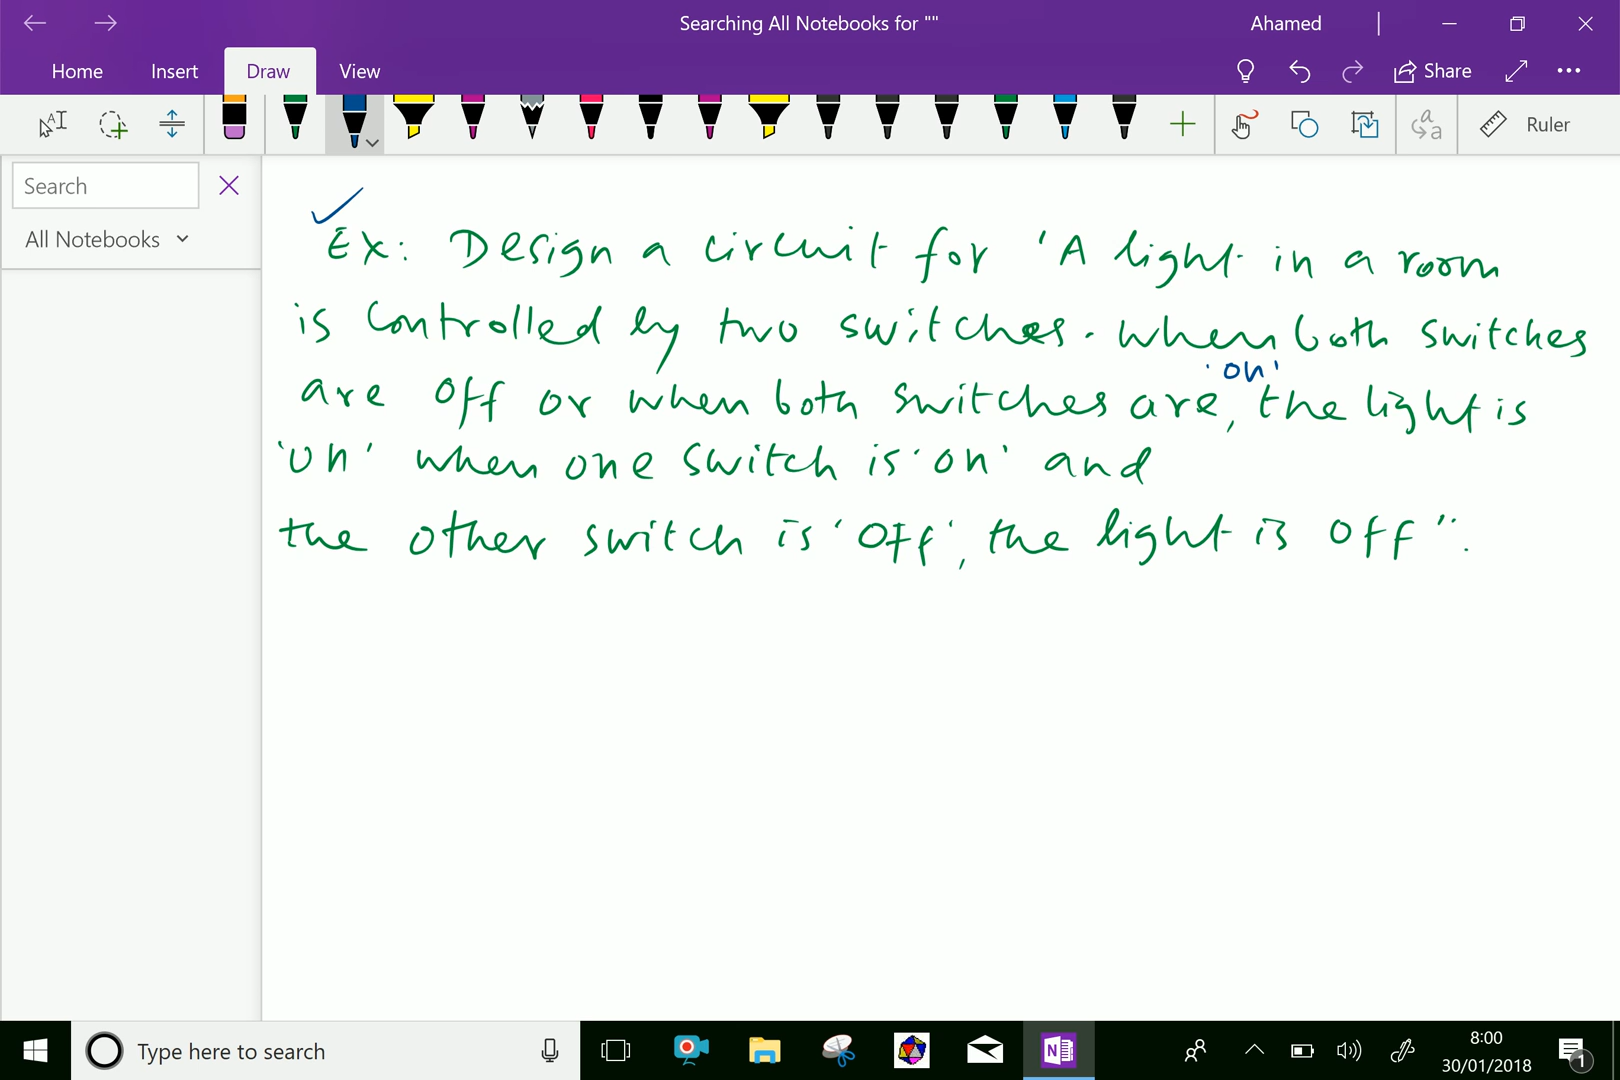 Searching All Notebooks for ""
Ahamed
Home Insert Draw View
Share
Ruler
Search
All Notebooks
Ex: Design a circuit for 'A light in a room
is controlled by two switches. When both switches
'on'
are off or when both switches are, the light is
'on' when one switch is 'on' and
the other switch is 'off', the light is off".
Type here to search
8:00
30/01/2018
1